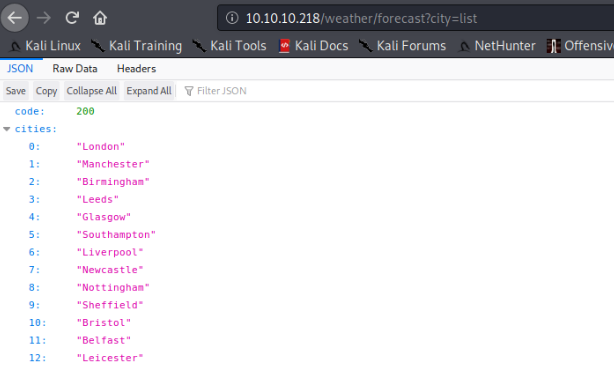 10.10.10.218/weather/forecast?city=list
Kali Linux Kali Training Kali Tools Kali Docs Kali Forums NetHunter Offensive
JSON Raw Data Headers
Save Copy Collapse All Expand All Filter JSON
code: 200
cities:
0: "London"
1: "Manchester"
2: "Birmingham"
3: "Leeds"
4: "Glasgow"
5: "Southampton"
6: "Liverpool"
7: "Newcastle"
8: "Nottingham"
9: "Sheffield"
10: "Bristol"
11: "Belfast"
12: "Leicester"